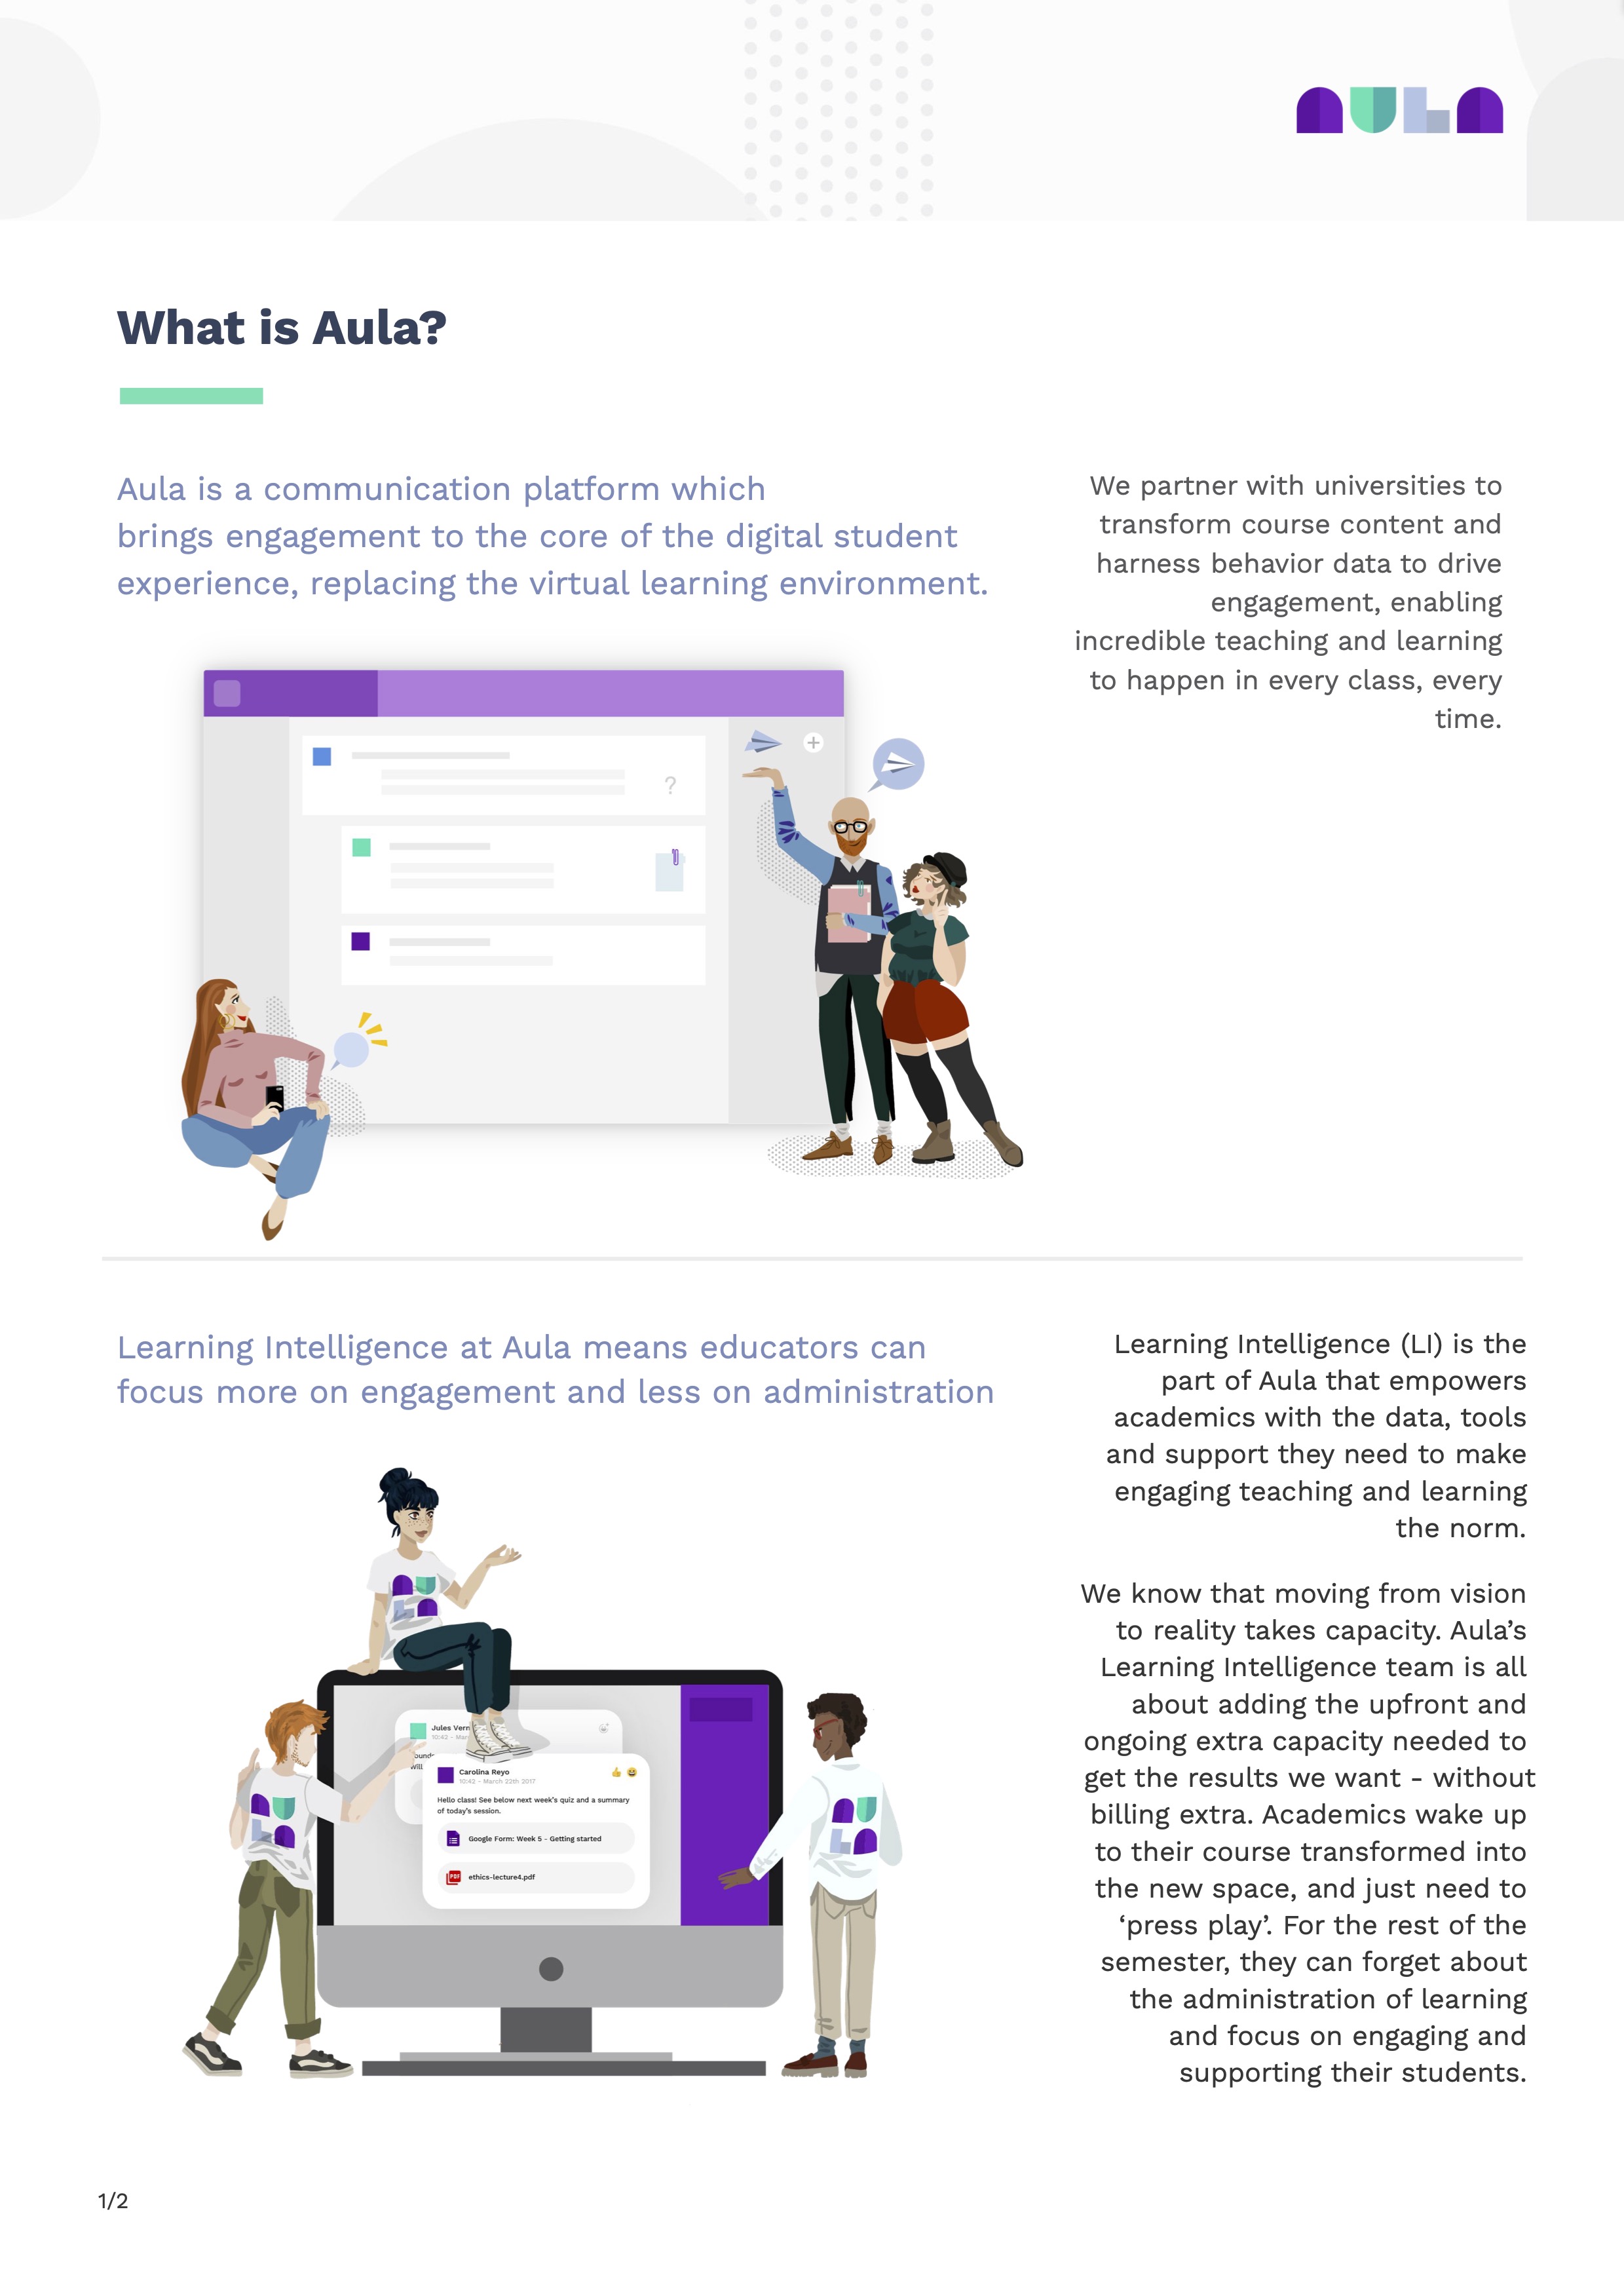 AULA
What is Aula?
Aula is a communication platform which
brings engagement to the core of the digital student
experience, replacing the virtual learning environment.
We partner with universities to
transform course content and
harness behavior data to drive
engagement, enabling
incredible teaching and learning
to happen in every class, every
time.
?
Learning Intelligence at Aula means educators can
focus more on engagement and less on administration
Learning Intelligence (LI) is the
part of Aula that empowers
academics with the data, tools
and support they need to make
engaging teaching and learning
the norm.
We know that moving from vision
to reality takes capacity. Aula’s
Learning Intelligence team is all
about adding the upfront and
ongoing extra capacity needed to
get the results we want - without
billing extra. Academics wake up
to their course transformed into
the new space, and just need to
‘press play’. For the rest of the
semester, they can forget about
the administration of learning
and focus on engaging and
supporting their students.
AULA
Jules Vern
10:42 - Mar
will
Carolina Reyo
10:42 - March 22th 2017
Hello class! See below next week’s quiz and a summary
of today’s session.
Google Form: Week 5 - Getting started
PDF
ethics-lecture4.pdf
AULA
AULA
1/2